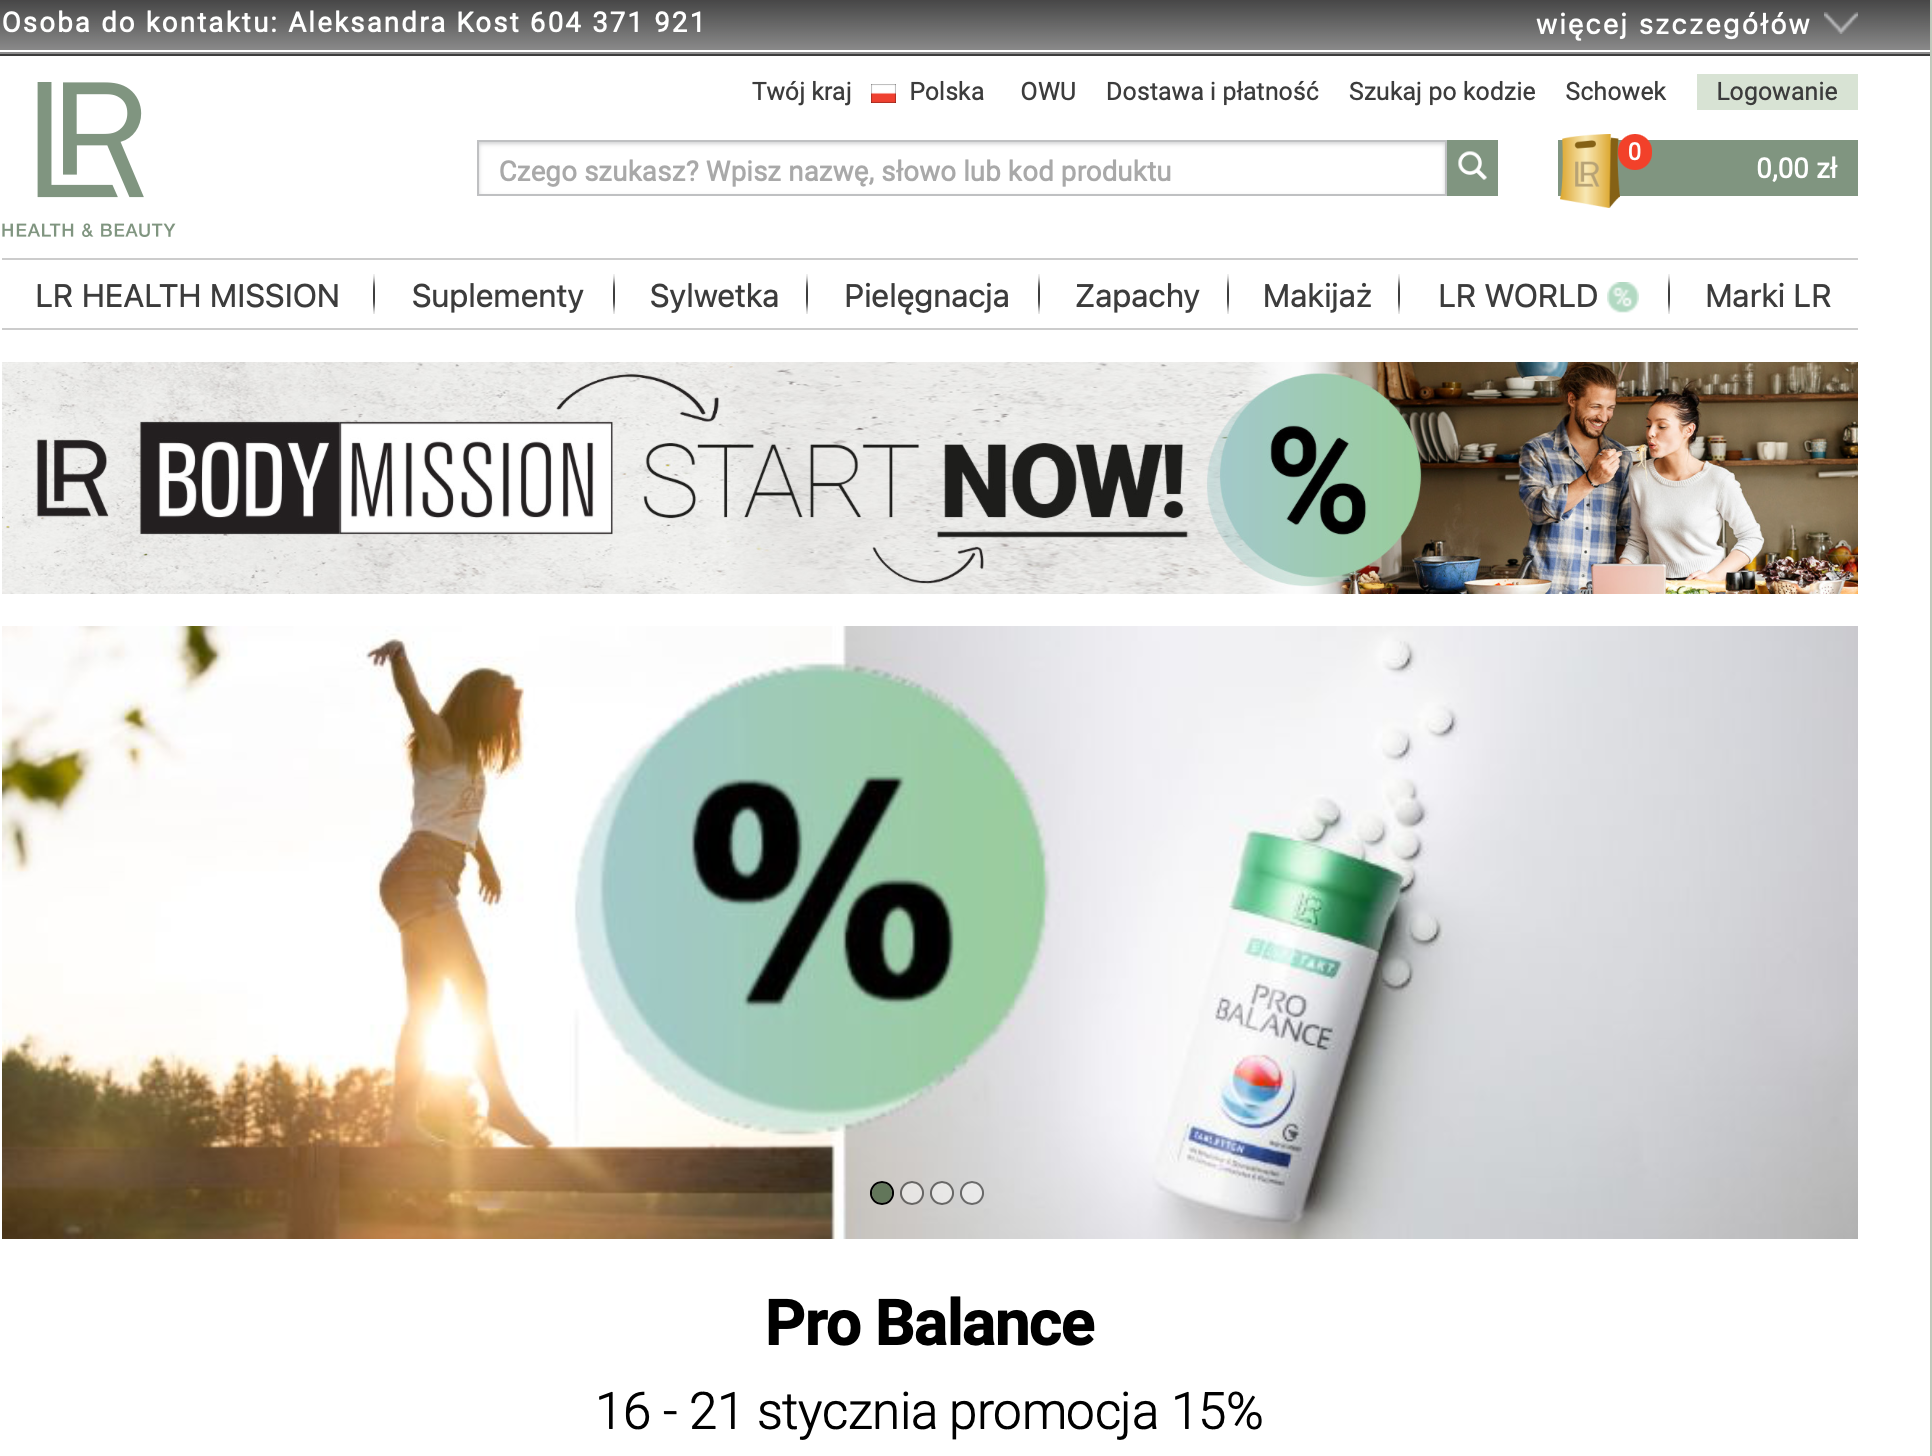 Osoba do kontaktu: Aleksandra Kost 604 371 921
więcej szczegółów
LR
HEALTH & BEAUTY
Twój kraj Polska OWU Dostawa i płatność Szukaj po kodzie Schowek Logowanie
Czego szukasz? Wpisz nazwę, słowo lub kod produktu
LR
0
0,00 zł
LR HEALTH MISSION Suplementy Sylwetka Pielęgnacja Zapachy Makijaż LR WORLD % Marki LR
LR BODY MISSION START NOW! %
%
LR
PRO
BALANCE
TABLETTEN
Pro Balance
16 - 21 stycznia promocja 15%